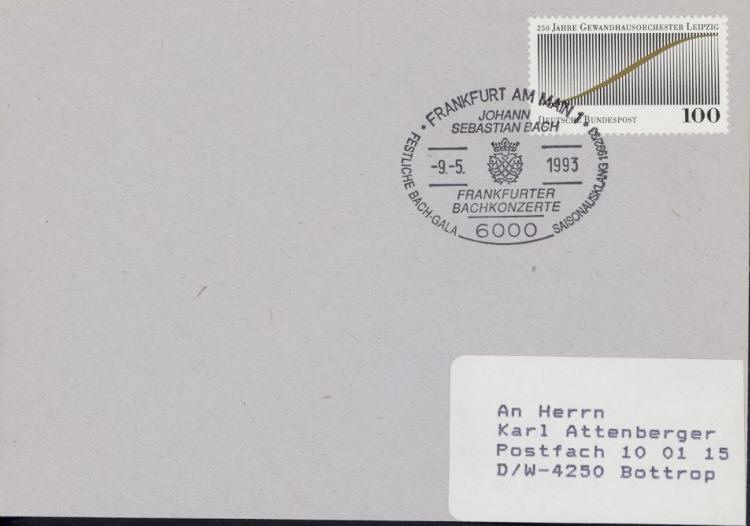 250 JAHRE GEWANDHAUSORCHESTER LEIPZIG
DEUTSCHE BUNDESPOST 100
• FRANKFURT AM MAIN 1 •
JOHANN
SEBASTIAN BACH
-9.-5. 1993
FRANKFURTER
BACHKONZERTE
6000
FESTLICHE BACH-GALA
SAISONAUSKLANG 1992/93
An Herrn
Karl Attenberger
Postfach 10 01 15
D/W-4250 Bottrop